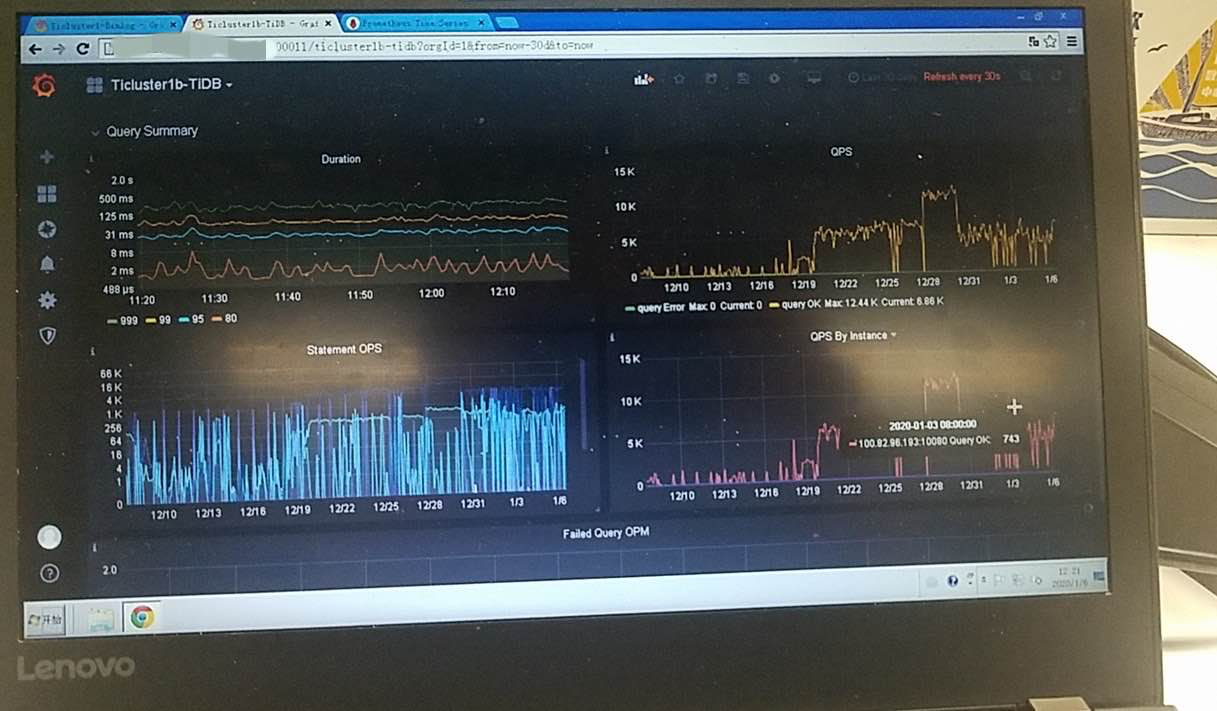 Ticluster1-Binlog - Gra
Ticluster1b-TiDB - Graf
Prometheus Time Series
00011/ticluster1b-tidb?orgId=1&from=now-30d&to=now
Ticluster1b-TiDB
Last 30 days
Refresh every 30s
Query Summary
Duration
2.0 s
500 ms
125 ms
31 ms
8 ms
2 ms
488 µs
11:20 11:30 11:40 11:50 12:00 12:10
999 99 95 80
QPS
15 K
10 K
5 K
0
12/10 12/13 12/16 12/19 12/22 12/25 12/28 12/31 1/3 1/6
query Error Max: 0 Current: 0 query OK Max: 12.44 K Current: 6.86 K
Statement OPS
66 K
16 K
4 K
1 K
256
64
16
4
1
0
12/10 12/13 12/16 12/19 12/22 12/25 12/28 12/31 1/3 1/6
QPS By Instance
15 K
10 K
5 K
0
2020-01-03 08:00:00
100.82.96.193:10080 Query OK: 743
12/10 12/13 12/16 12/19 12/22 12/25 12/28 12/31 1/3 1/6
Failed Query OPM
2.0
开始
12:21
2020/1/6
Lenovo